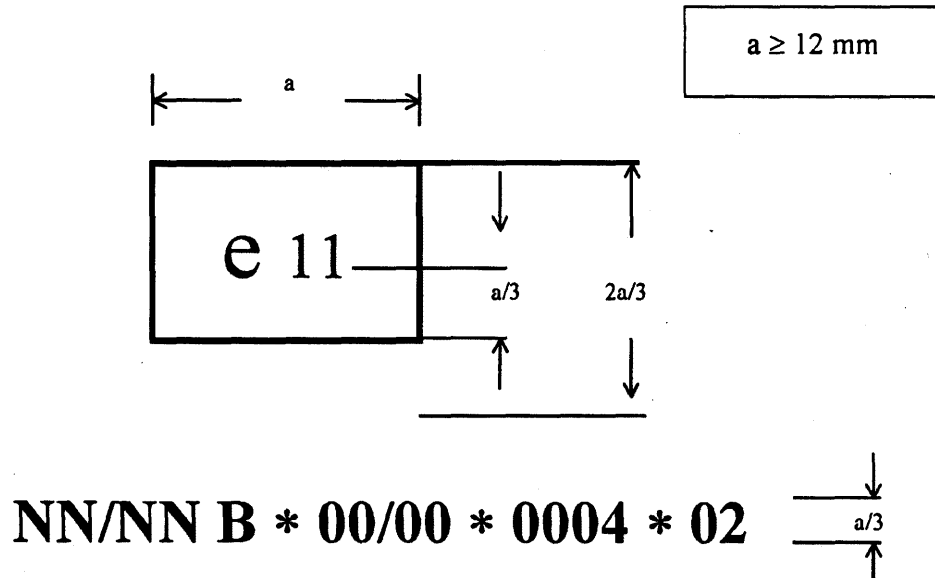 a ≥ 12 mm
a
e 11
a/3
2a/3
NN/NN B * 00/00 * 0004 * 02
a/3